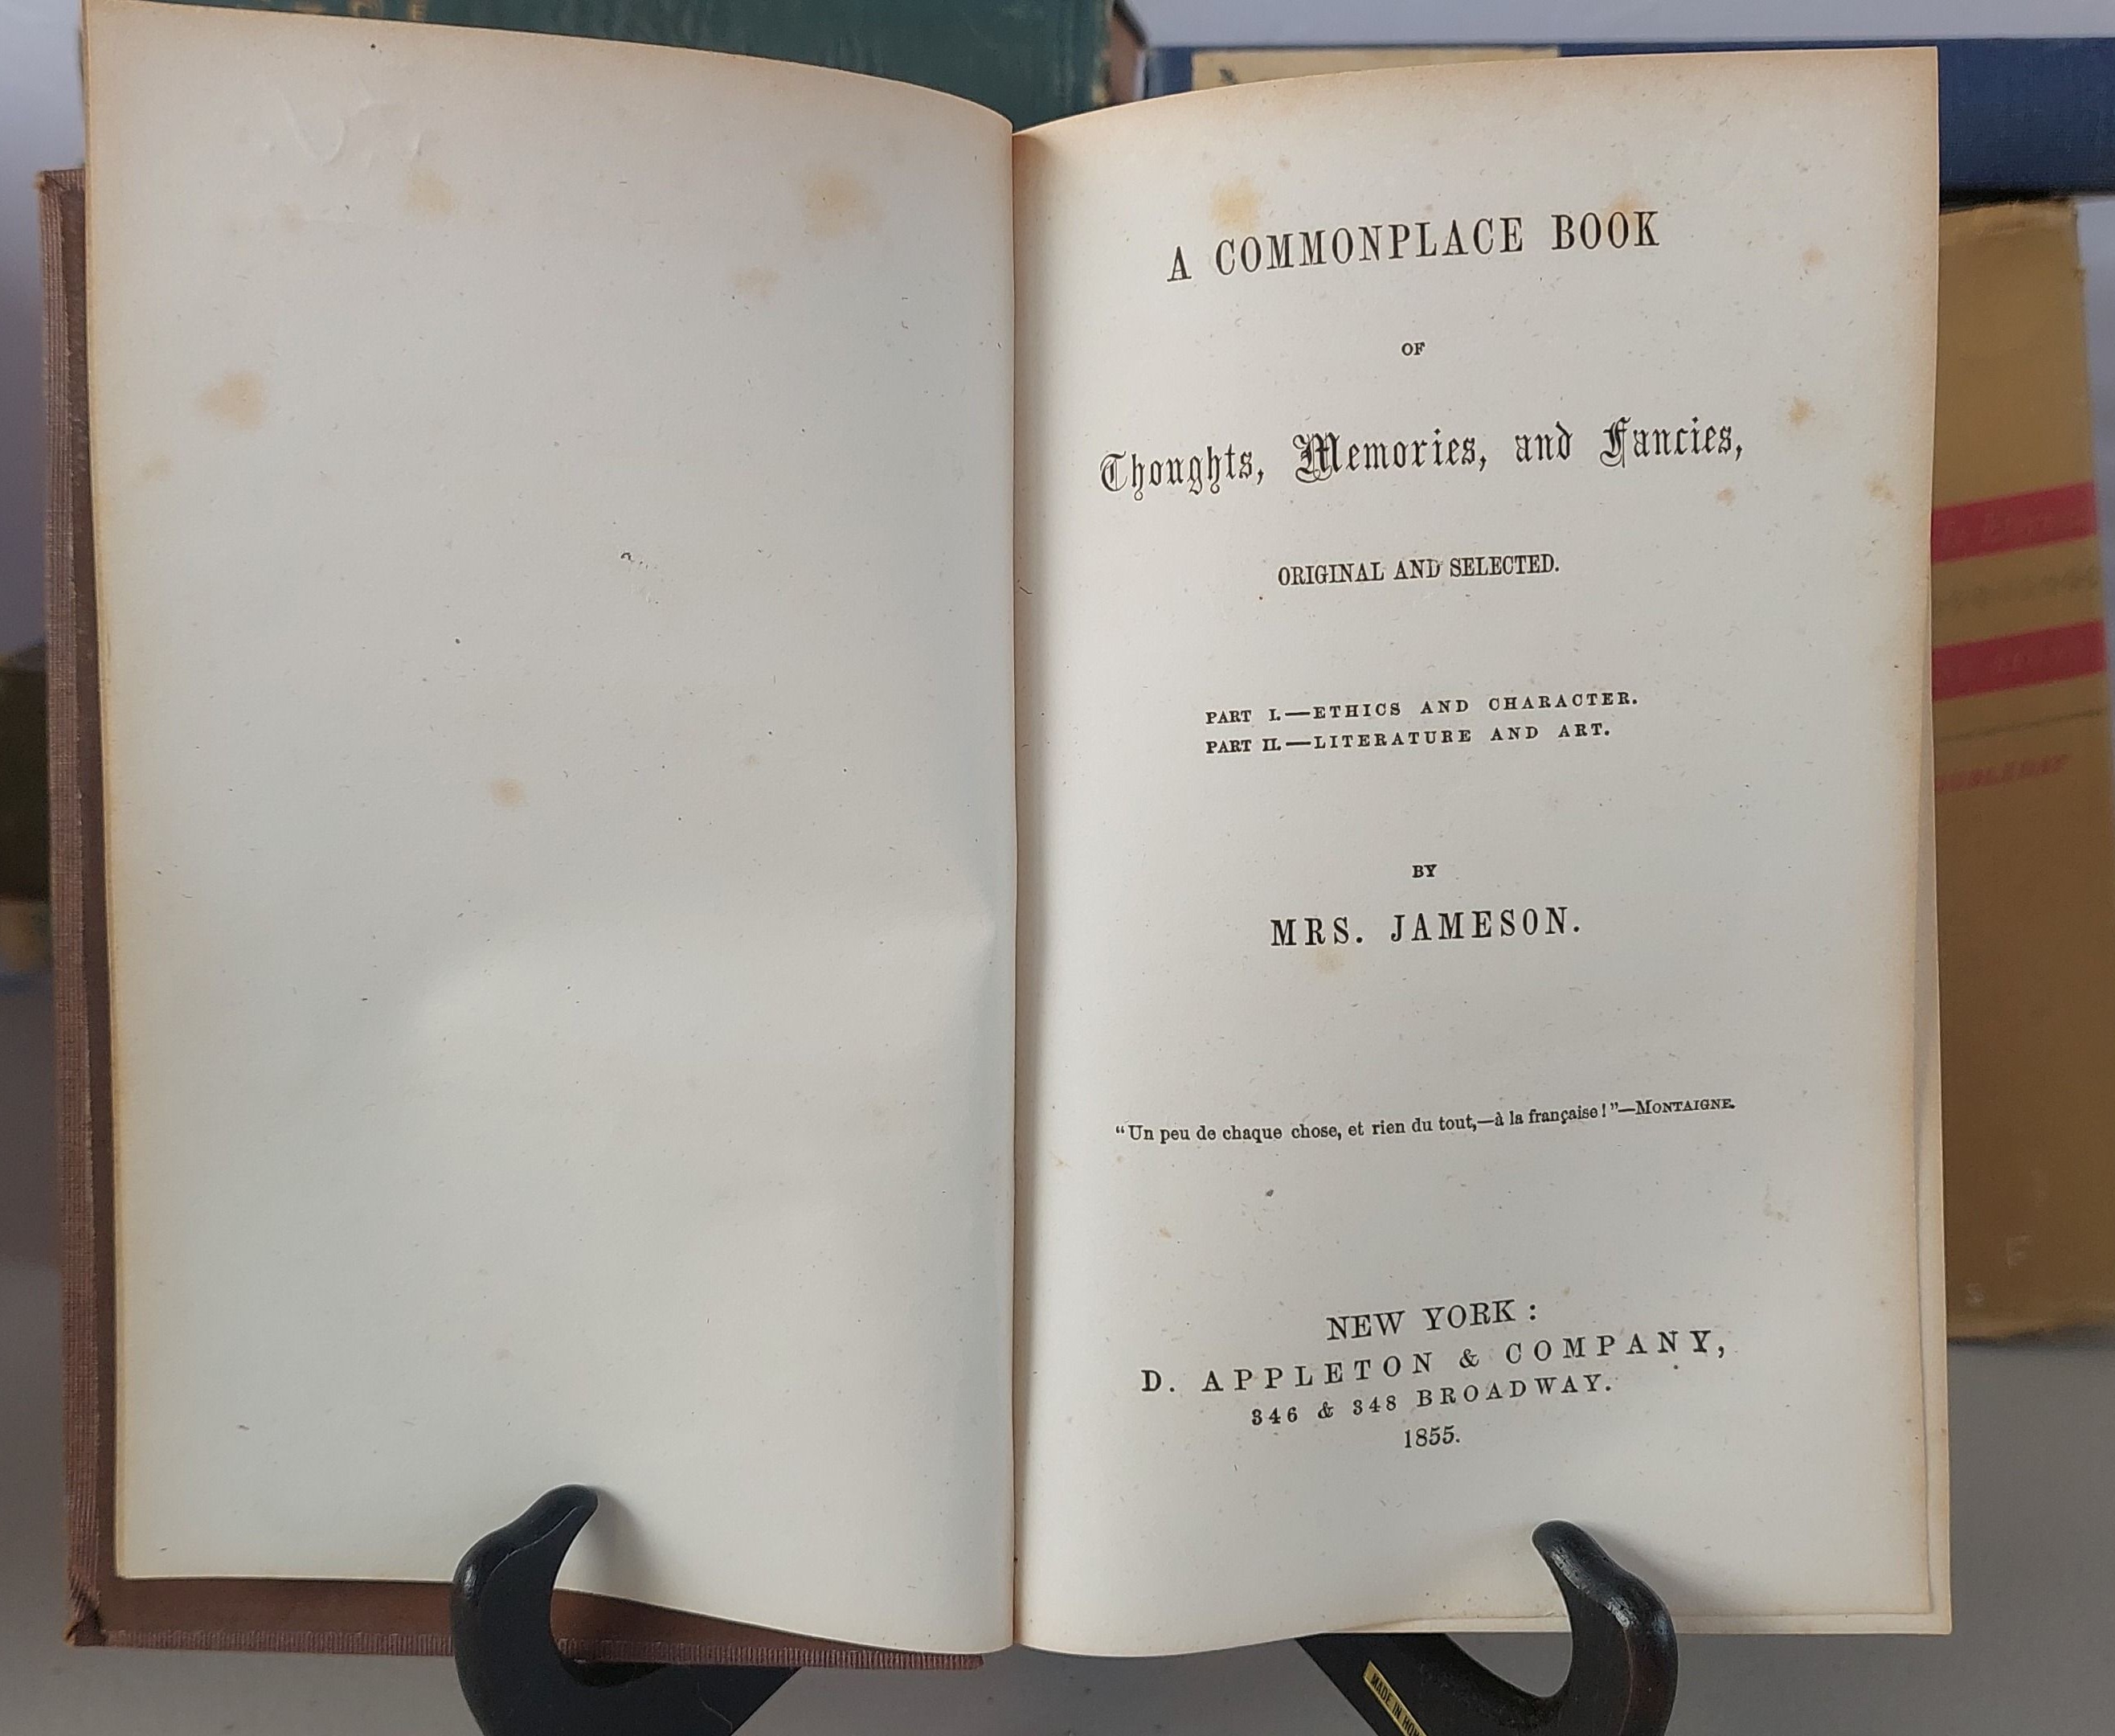 A COMMONPLACE BOOK
OF
Thoughts, Memories, and Fancies,
ORIGINAL AND SELECTED.
PART I.—ETHICS AND CHARACTER.
PART II.—LITERATURE AND ART.
BY
MRS. JAMESON.
“Un peu de chaque chose, et rien du tout,—à la française!”—MONTAIGNE.
NEW YORK:
D. APPLETON & COMPANY,
346 & 348 BROADWAY.
1855.
MADE IN